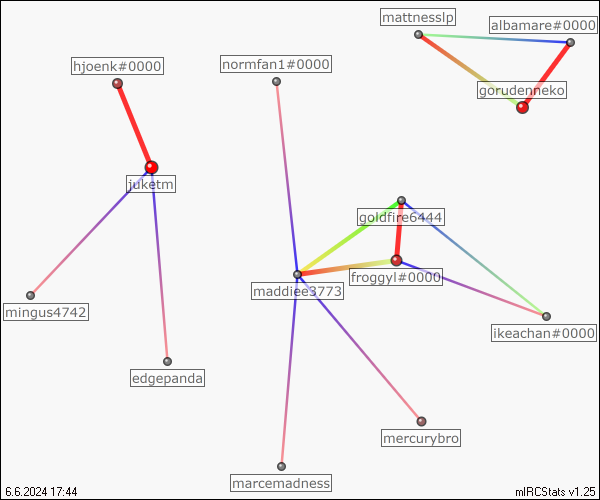 mattnesslp
albamare#0000
normfan1#0000
hjoenk#0000
gorudenneko
juketm
goldfire6444
froggyl#0000
maddiee3773
mingus4742
ikeachan#0000
edgepanda
mercurybro
marcemadness
6.6.2024 17:44
mIRCStats v1.25